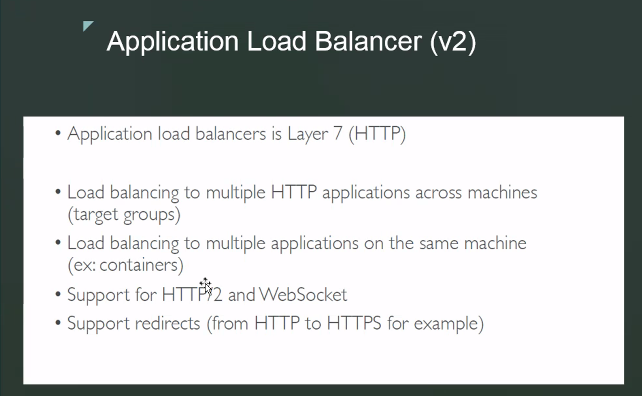 Application Load Balancer (v2)
• Application load balancers is Layer 7 (HTTP)
• Load balancing to multiple HTTP applications across machines
(target groups)
• Load balancing to multiple applications on the same machine
(ex: containers)
• Support for HTTP/2 and WebSocket
• Support redirects (from HTTP to HTTPS for example)